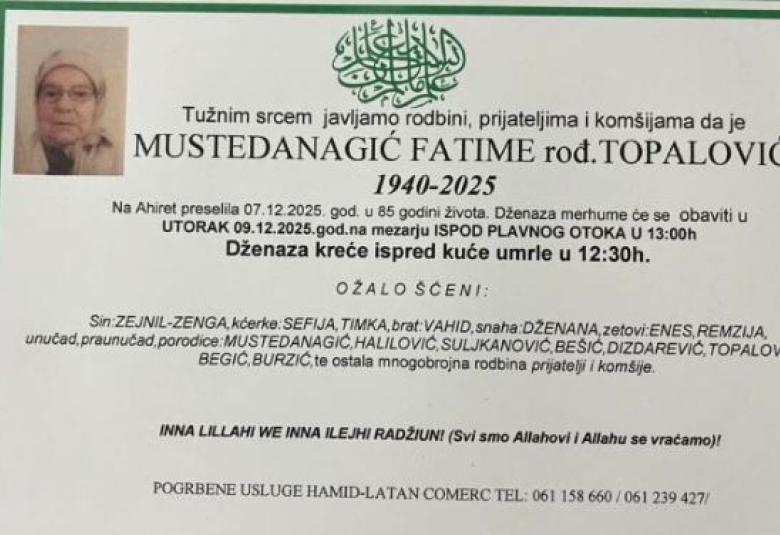 Tužnim srcem javljamo rodbini, prijateljima i komšijama da je
MUSTEDANAGIĆ FATIME rođ.TOPALOVIĆ
1940-2025
Na Ahiret preselila 07.12.2025. god. u 85 godini života. Dženaza merhume će se obaviti u
UTORAK 09.12.2025.god.na mezarju ISPOD PLAVNOG OTOKA U 13:00h
Dženaza kreće ispred kuće umrle u 12:30h.
OŽALO ŠĆENI:
Sin:ZEJNIL-ZENGA,kćerke:SEFIJA,TIMKA,brat:VAHID,snaha:DŽENANA,zetovi:ENES,REMZIJA,
unučad,praunučad,porodice:MUSTEDANAGIĆ,HALILOVIĆ,SULJKANOVIĆ,BEŠIĆ,DIZDAREVIĆ,TOPALOV
BEGIĆ,BURZIĆ,te ostala mnogobrojna rodbina prijatelji i komšije.
INNA LILLAHI WE INNA ILEJHI RADŽIUN! (Svi smo Allahovi i Allahu se vraćamo)!
POGRBENE USLUGE HAMID-LATAN COMERC TEL: 061 158 660 / 061 239 427/